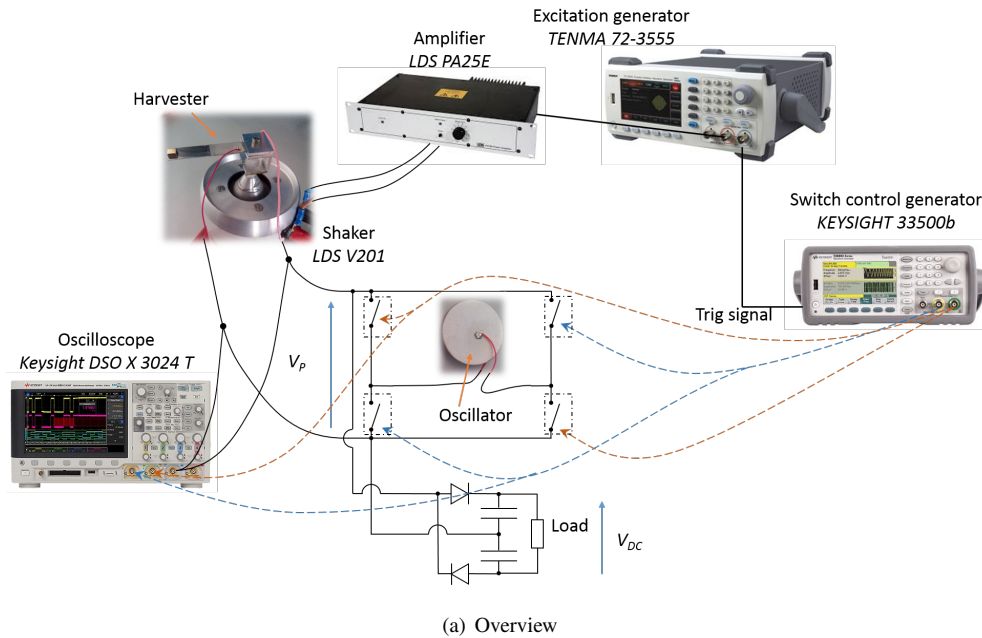 Excitation generator
TENMA 72-3555
Amplifier
LDS PA25E
Harvester
Switch control generator
KEYSIGHT 33500b
Shaker
LDS V201
Trig signal
Oscilloscope
Keysight DSO X 3024 T
V_P
Oscillator
Load
V_DC
(a) Overview